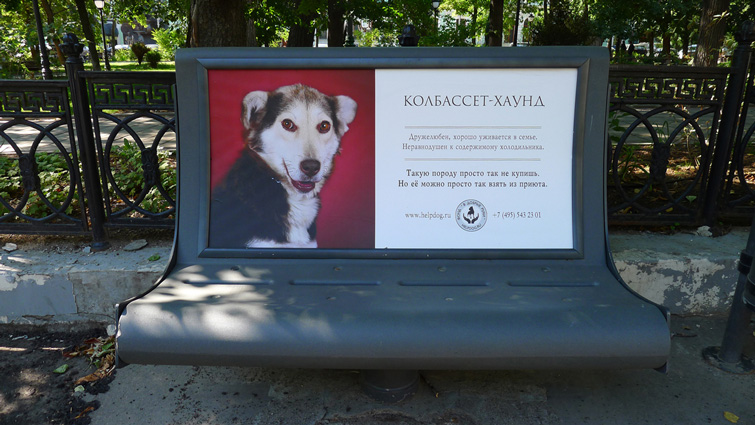 КОЛБАССЕТ-ХАУНД
Дружелюбен, хорошо уживается в семье.
Неравнодушен к содержимому холодильника.
Такую породу просто так не купишь.
Но её можно просто так взять из приюта.
www.helpdog.ru +7 (495) 543 23 01